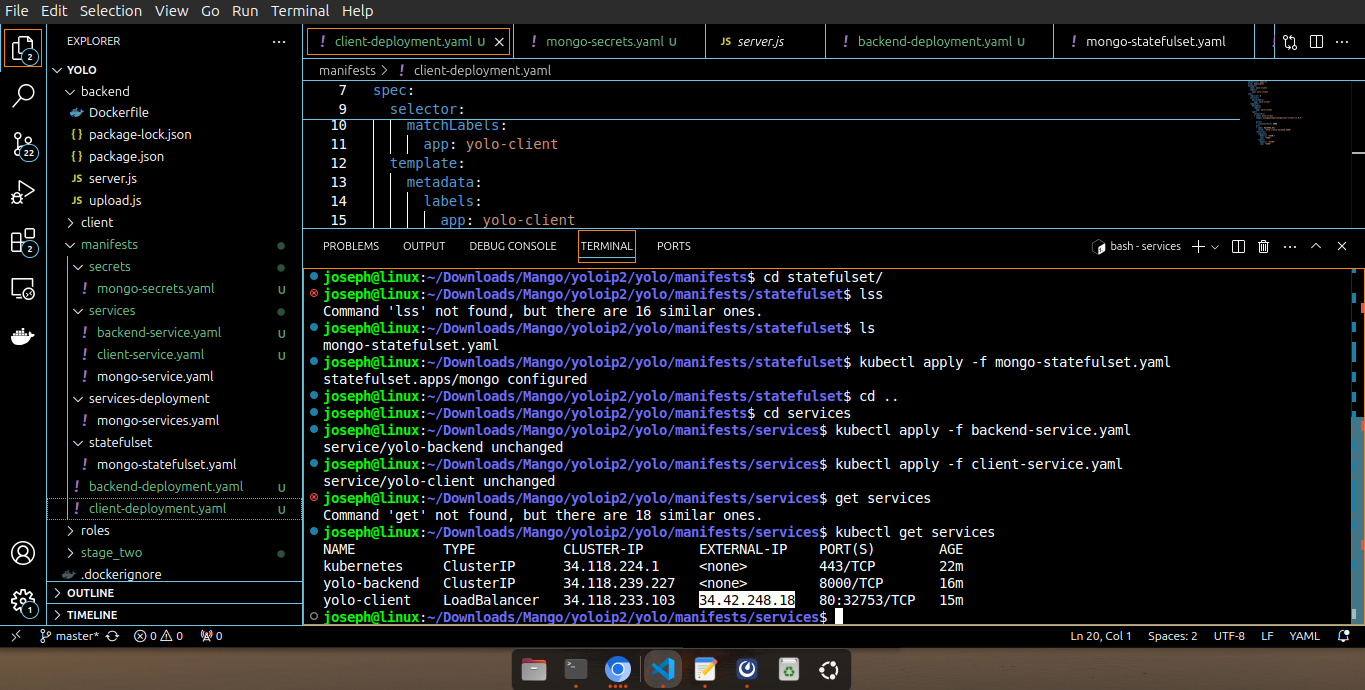 File Edit Selection View Go Run Terminal Help
EXPLORER
YOLO
backend
Dockerfile
package-lock.json
package.json
server.js
upload.js
client
manifests
secrets
mongo-secrets.yaml U
services
backend-service.yaml U
client-service.yaml U
mongo-service.yaml
services-deployment
mongo-services.yaml
statefulset
mongo-statefulset.yaml
backend-deployment.yaml U
client-deployment.yaml U
roles
stage_two
.dockerignore
OUTLINE
TIMELINE
2
22
2
1
! client-deployment.yaml U
! mongo-secrets.yaml U
JS server.js
! backend-deployment.yaml U
! mongo-statefulset.yaml
manifests > ! client-deployment.yaml
7 spec:
9 selector:
10 matchLabels:
11 app: yolo-client
12 template:
13 metadata:
14 labels:
15 app: yolo-client
PROBLEMS OUTPUT DEBUG CONSOLE TERMINAL PORTS
bash - services
joseph@linux:~/Downloads/Mango/yoloip2/yolo/manifests$ cd statefulset/
joseph@linux:~/Downloads/Mango/yoloip2/yolo/manifests/statefulset$ lss
Command 'lss' not found, but there are 16 similar ones.
joseph@linux:~/Downloads/Mango/yoloip2/yolo/manifests/statefulset$ ls
mongo-statefulset.yaml
joseph@linux:~/Downloads/Mango/yoloip2/yolo/manifests/statefulset$ kubectl apply -f mongo-statefulset.yaml
statefulset.apps/mongo configured
joseph@linux:~/Downloads/Mango/yoloip2/yolo/manifests/statefulset$ cd ..
joseph@linux:~/Downloads/Mango/yoloip2/yolo/manifests$ cd services
joseph@linux:~/Downloads/Mango/yoloip2/yolo/manifests/services$ kubectl apply -f backend-service.yaml
service/yolo-backend unchanged
joseph@linux:~/Downloads/Mango/yoloip2/yolo/manifests/services$ kubectl apply -f client-service.yaml
service/yolo-client unchanged
joseph@linux:~/Downloads/Mango/yoloip2/yolo/manifests/services$ get services
Command 'get' not found, but there are 18 similar ones.
joseph@linux:~/Downloads/Mango/yoloip2/yolo/manifests/services$ kubectl get services
NAME TYPE CLUSTER-IP EXTERNAL-IP PORT(S) AGE
kubernetes ClusterIP 34.118.224.1 <none> 443/TCP 22m
yolo-backend ClusterIP 34.118.239.227 <none> 8000/TCP 16m
yolo-client LoadBalancer 34.118.233.103 34.42.248.18 80:32753/TCP 15m
joseph@linux:~/Downloads/Mango/yoloip2/yolo/manifests/services$
master* 0 0 0
Ln 20, Col 1 Spaces: 2 UTF-8 LF YAML